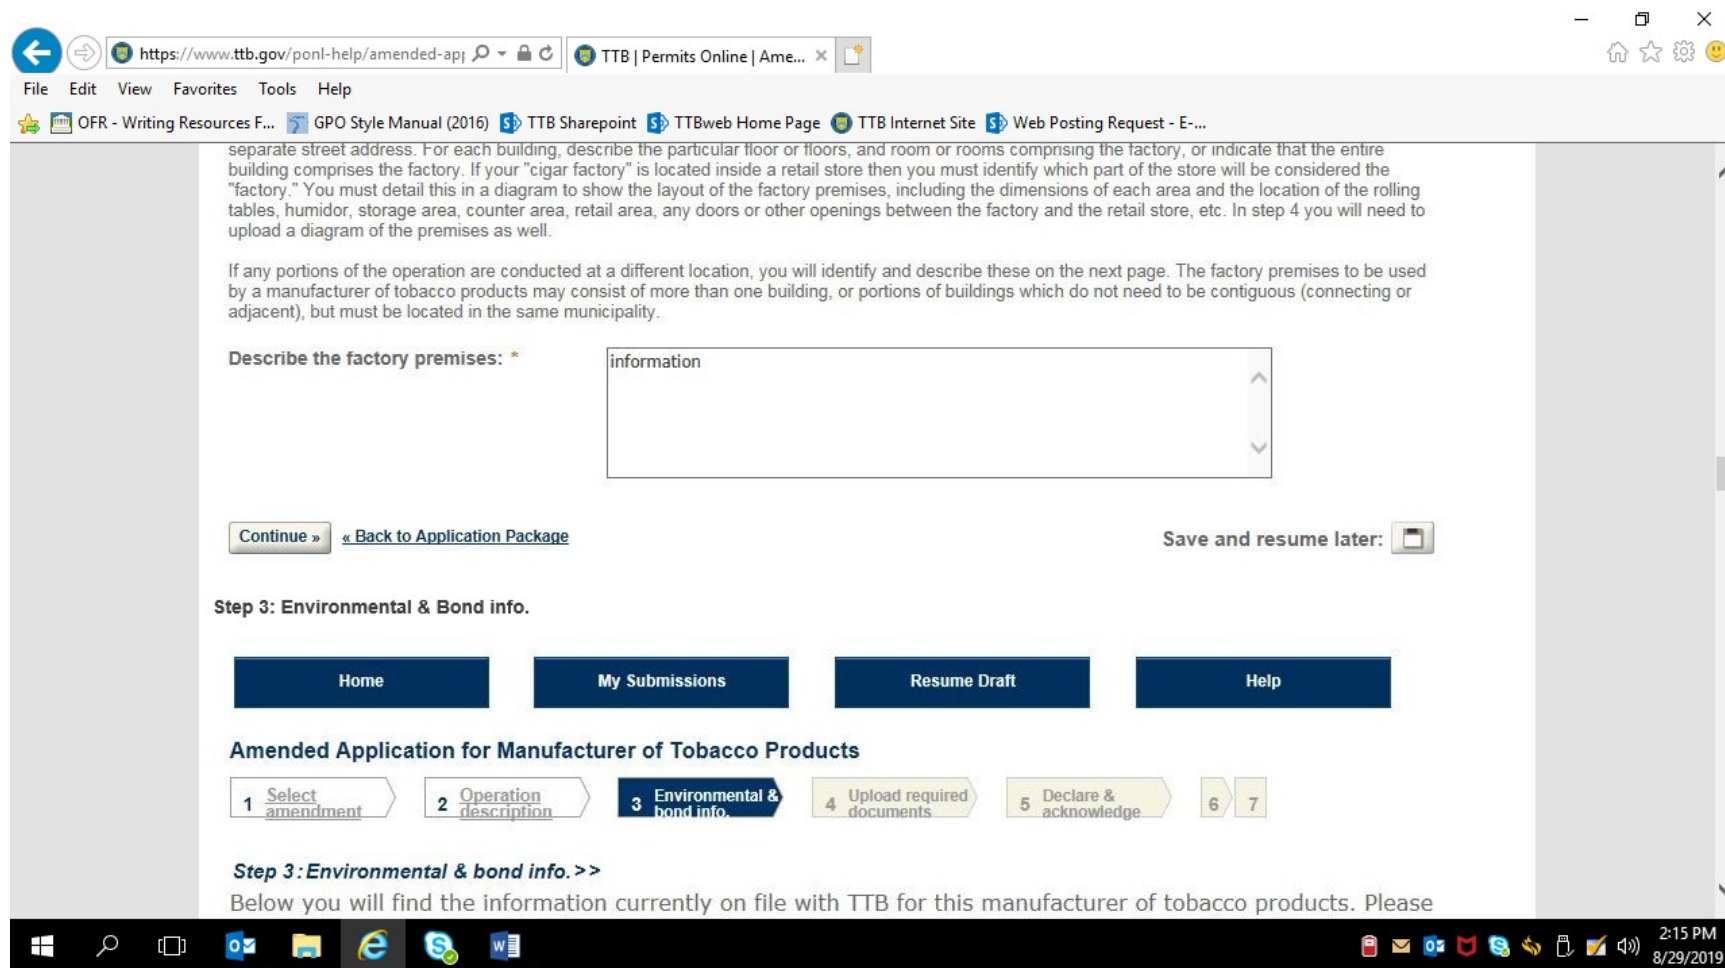 https://www.ttb.gov/ponl-help/amended-app
TTB | Permits Online | Ame...
File Edit View Favorites Tools Help
OFR - Writing Resources F... GPO Style Manual (2016) TTB Sharepoint TTBweb Home Page TTB Internet Site Web Posting Request - E-...
separate street address. For each building, describe the particular floor or floors, and room or rooms comprising the factory, or indicate that the entire
building comprises the factory. If your "cigar factory" is located inside a retail store then you must identify which part of the store will be considered the
"factory." You must detail this in a diagram to show the layout of the factory premises, including the dimensions of each area and the location of the rolling
tables, humidor, storage area, counter area, retail area, any doors or other openings between the factory and the retail store, etc. In step 4 you will need to
upload a diagram of the premises as well.
If any portions of the operation are conducted at a different location, you will identify and describe these on the next page. The factory premises to be used
by a manufacturer of tobacco products may consist of more than one building, or portions of buildings which do not need to be contiguous (connecting or
adjacent), but must be located in the same municipality.
Describe the factory premises: *
information
Continue »
« Back to Application Package
Save and resume later:
Step 3: Environmental & Bond info.
Home
My Submissions
Resume Draft
Help
Amended Application for Manufacturer of Tobacco Products
1 Select
amendment
2 Operation
description
3 Environmental &
bond info.
4 Upload required
documents
5 Declare &
acknowledge
6
7
Step 3:Environmental & bond info.>>
Below you will find the information currently on file with TTB for this manufacturer of tobacco products. Please
2:15 PM
8/29/2019